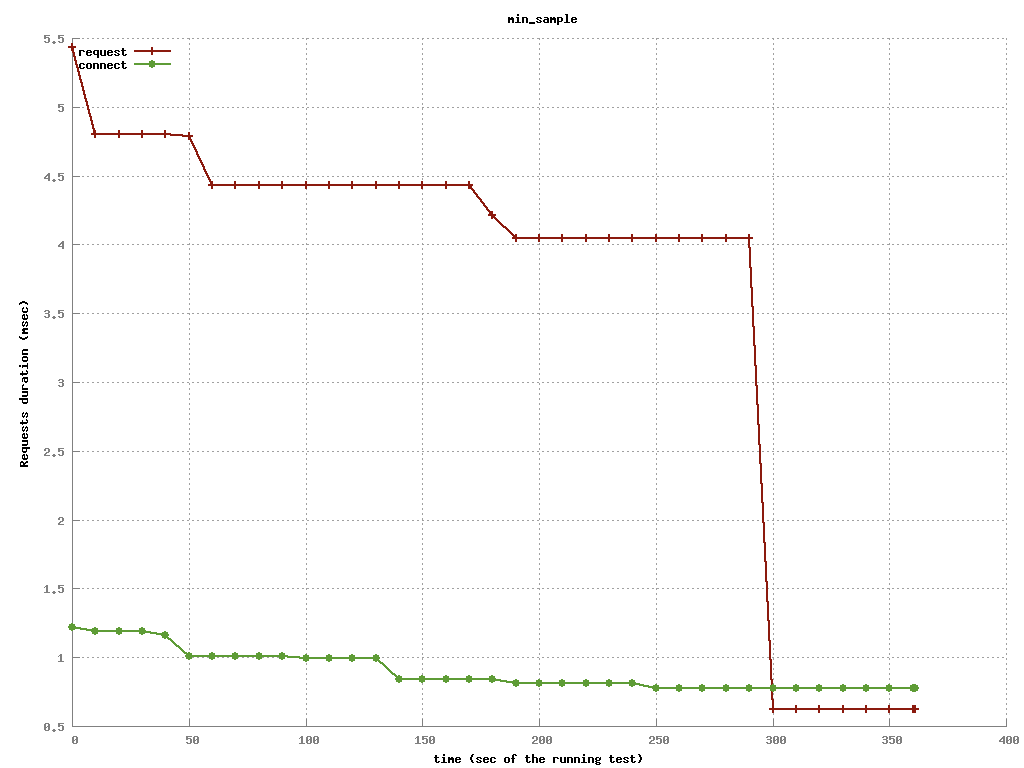 min_sample
request
connect
5.5
5
4.5
4
3.5
3
2.5
2
1.5
1
0.5
Requests duration (msec)
0 50 100 150 200 250 300 350 400
time (sec of the running test)